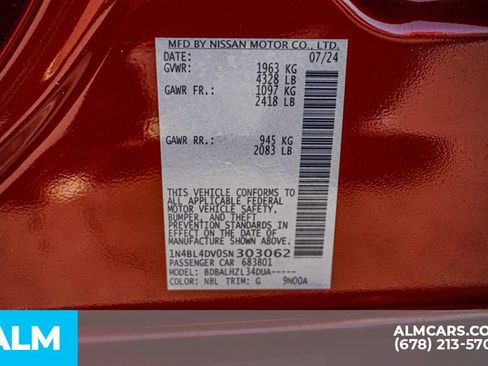 MFD BY NISSAN MOTOR CO., LTD.
DATE: 07/24
GVWR: 1963 KG
4328 LB
GAWR FR.: 1097 KG
2418 LB
GAWR RR.: 945 KG
2083 LB
THIS VEHICLE CONFORMS TO
ALL APPLICABLE FEDERAL
MOTOR VEHICLE SAFETY,
BUMPER, AND THEFT
PREVENTION STANDARDS IN
EFFECT ON THE DATE OF
MANUFACTURE SHOWN ABOVE.
1N4BL4DV0SN303062
PASSENGER CAR 683801
MODEL: BDBALHZL34DUA-----
COLOR: NBL TRIM: G 9N00A
ALM
ALMCARS.CO
(678) 213-570